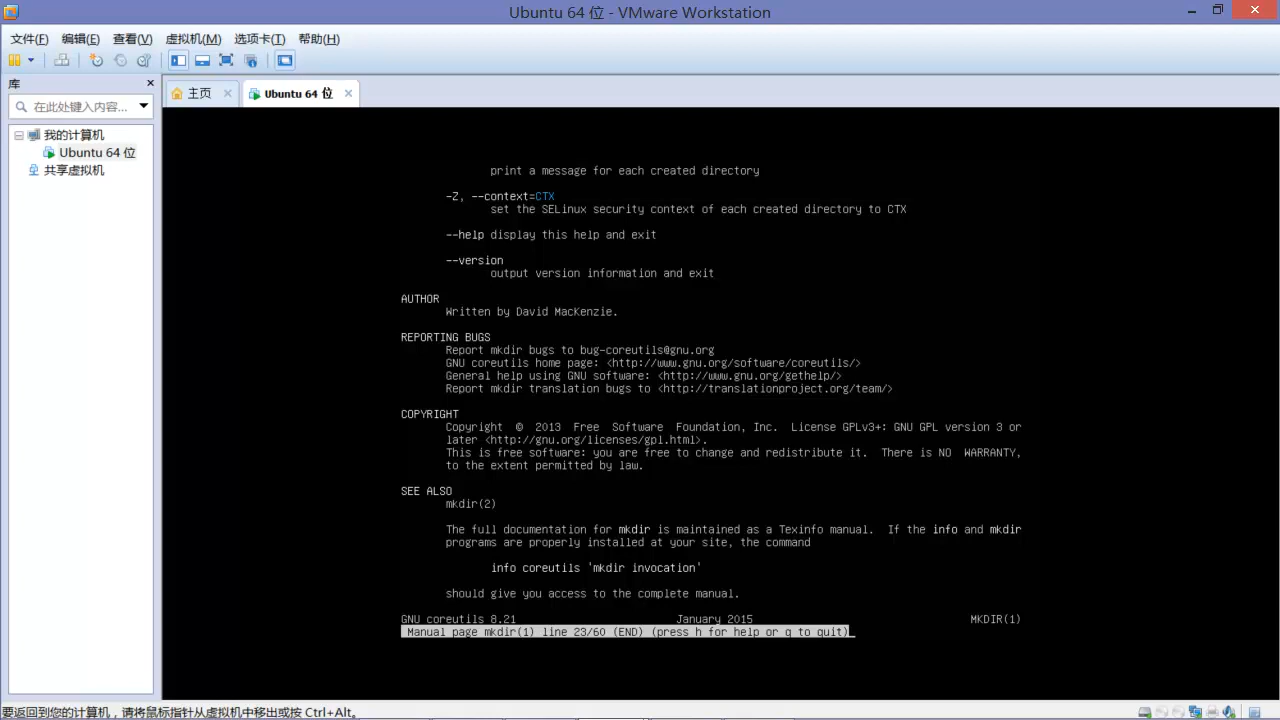 Ubuntu 64 位 - VMware Workstation
文件(F) 编辑(E) 查看(V) 虚拟机(M) 选项卡(T) 帮助(H)
库
在此处键入内容...
我的计算机
Ubuntu 64 位
共享虚拟机
主页
Ubuntu 64 位
print a message for each created directory
-Z, --context=CTX
set the SELinux security context of each created directory to CTX
--help display this help and exit
--version
output version information and exit
AUTHOR
Written by David MacKenzie.
REPORTING BUGS
Report mkdir bugs to bug-coreutils@gnu.org
GNU coreutils home page: <http://www.gnu.org/software/coreutils/>
General help using GNU software: <http://www.gnu.org/gethelp/>
Report mkdir translation bugs to <http://translationproject.org/team/>
COPYRIGHT
Copyright © 2013 Free Software Foundation, Inc. License GPLv3+: GNU GPL version 3 or
later <http://gnu.org/licenses/gpl.html>.
This is free software: you are free to change and redistribute it. There is NO WARRANTY,
to the extent permitted by law.
SEE ALSO
mkdir(2)
The full documentation for mkdir is maintained as a Texinfo manual. If the info and mkdir
programs are properly installed at your site, the command
info coreutils 'mkdir invocation'
should give you access to the complete manual.
GNU coreutils 8.21 January 2015 MKDIR(1)
Manual page mkdir(1) line 23/60 (END) (press h for help or q to quit)
要返回到您的计算机，请将鼠标指针从虚拟机中移出或按 Ctrl+Alt。